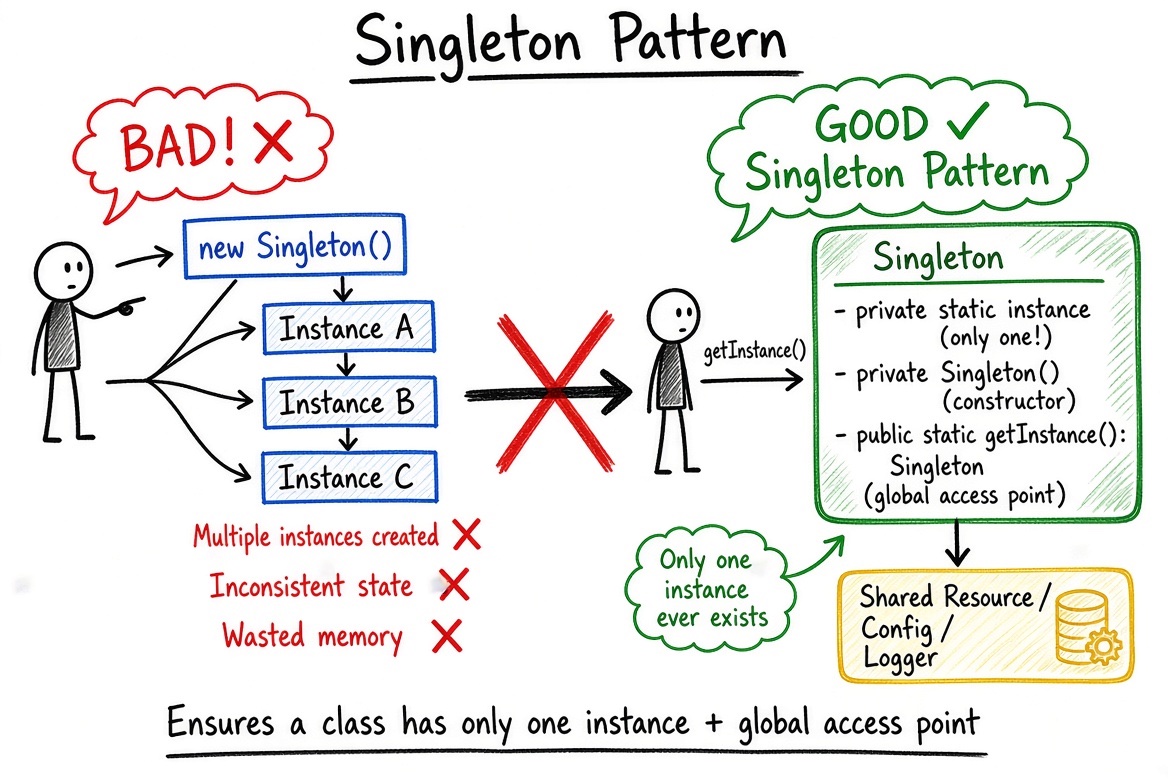 Singleton Pattern
BAD! ✗
new Singleton()
Instance A
Instance B
Instance C
Multiple instances created ✗
Inconsistent state ✗
Wasted memory ✗
GOOD ✓
Singleton Pattern
getInstance()
Singleton
- private static instance
(only one!)
- private Singleton()
(constructor)
- public static getInstance():
Singleton
(global access point)
Only one
instance
ever exists
Shared Resource /
Config /
Logger
Ensures a class has only one instance + global access point